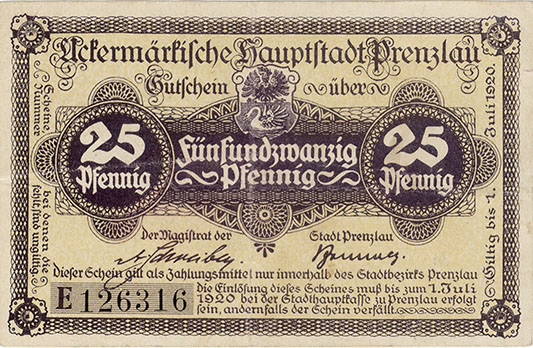 Uckermärkische Hauptstadt Prenzlau
Gutschein über
25
Pfennig
Fünfundzwanzig
Pfennig
25
Pfennig
Der Magistrat der Stadt Prenzlau
Dieser Schein gilt als Zahlungsmittel nur innerhalb des Stadtbezirks Prenzlau
E 126316
Die Einlösung dieses Scheines muß bis zum 1. Juli
1920 bei der Stadthauptkasse zu Prenzlau erfolgt
sein, andernfalls der Schein verfällt.
Scheine, bei denen die
Nummer fehlt, sind ungültig.
Gültig bis 1. Juli 1920.